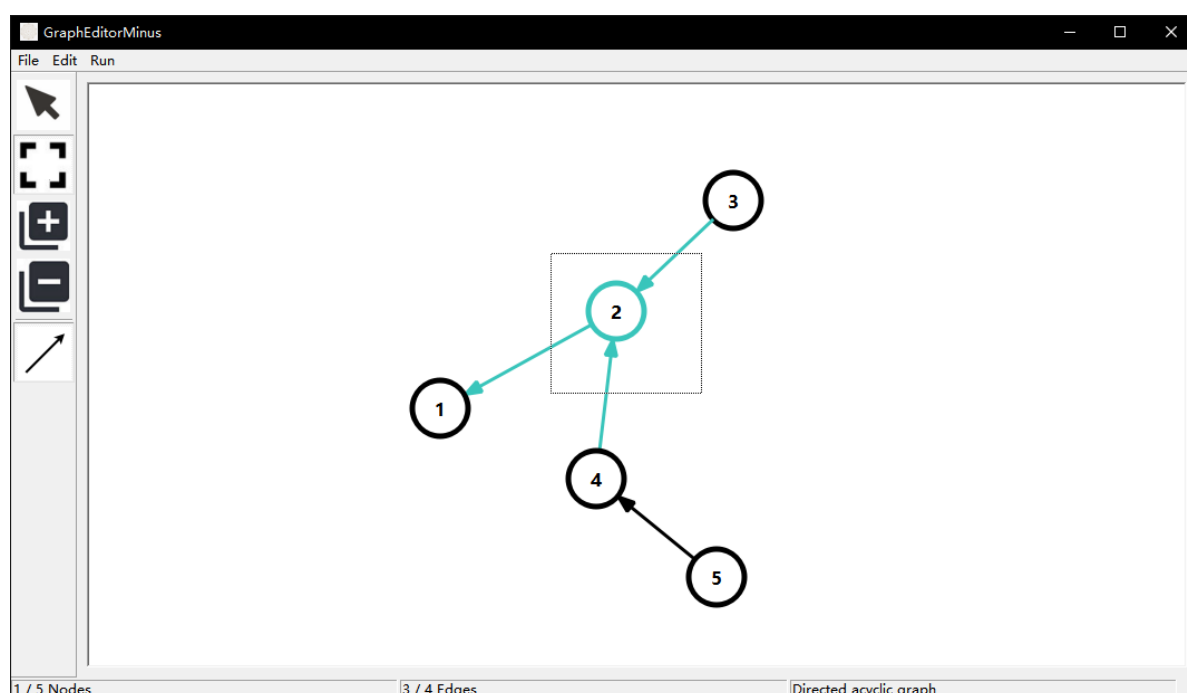 GraphEditorMinus
File Edit Run
3
2
1
4
5
1 / 5 Nodes 3 / 4 Edges Directed acyclic graph